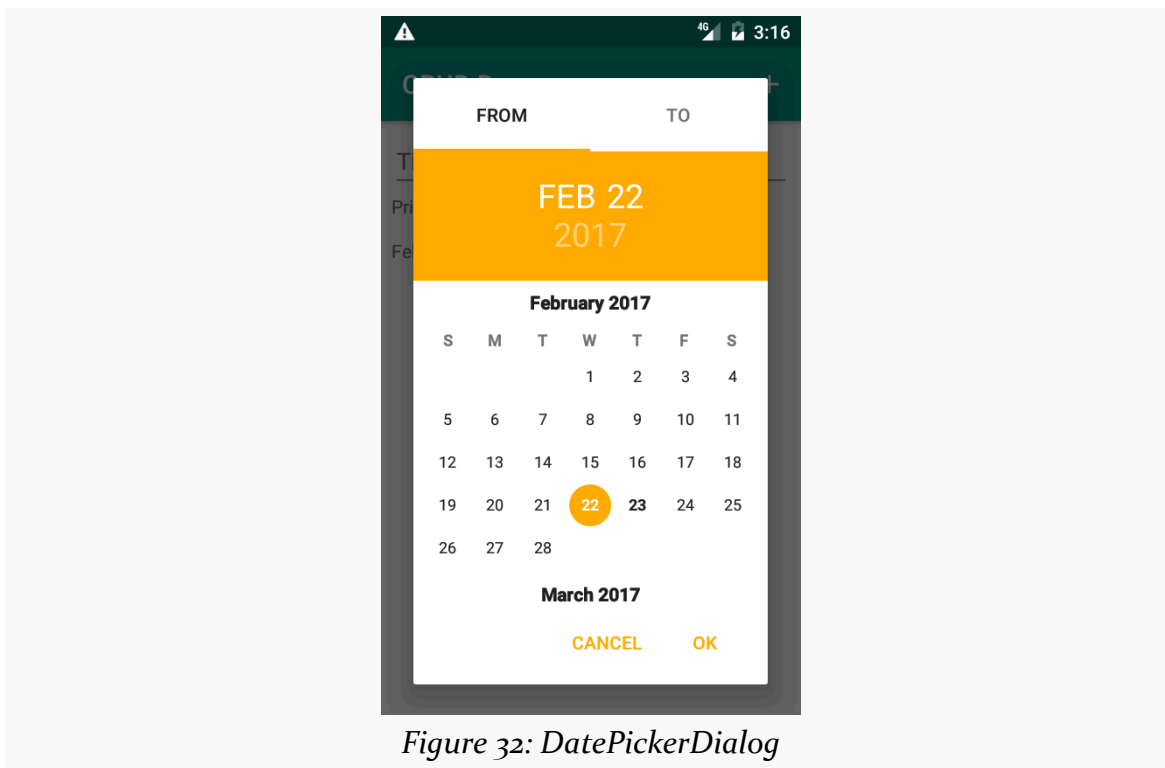 4G 3:16
FROM TO
FEB 22
2017
February 2017
S M T W T F S
1 2 3 4
5 6 7 8 9 10 11
12 13 14 15 16 17 18
19 20 21 22 23 24 25
26 27 28
March 2017
CANCEL OK
Figure 32: DatePickerDialog